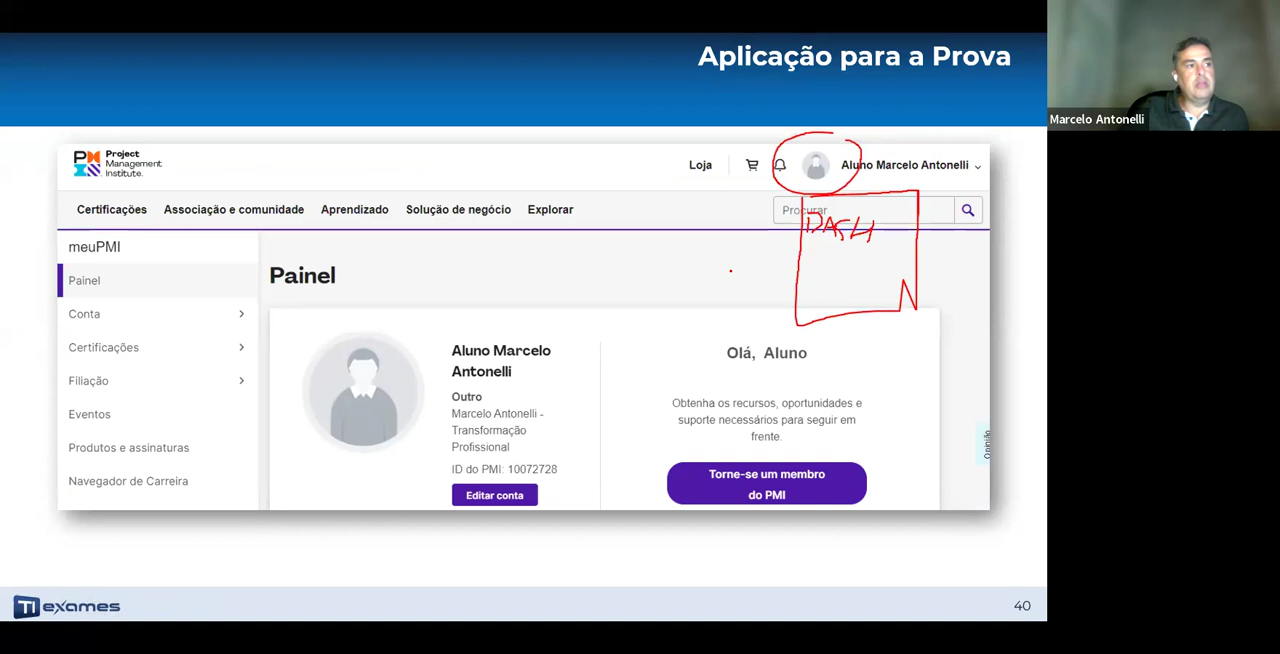 Aplicação para a Prova
Marcelo Antonelli
PMI
Project
Management
Institute.
Loja
Aluno Marcelo Antonelli
Certificações
Associação e comunidade
Aprendizado
Solução de negócio
Explorar
Procurar
DASH
N
meuPMI
Painel
Conta
Certificações
Filiação
Eventos
Produtos e assinaturas
Navegador de Carreira
Painel
Aluno Marcelo
Antonelli
Outro
Marcelo Antonelli -
Transformação
Profissional
ID do PMI: 10072728
Editar conta
Olá, Aluno
Obtenha os recursos, oportunidades e
suporte necessários para seguir em
frente.
Torne-se um membro
do PMI
Opinião
TI exames
40